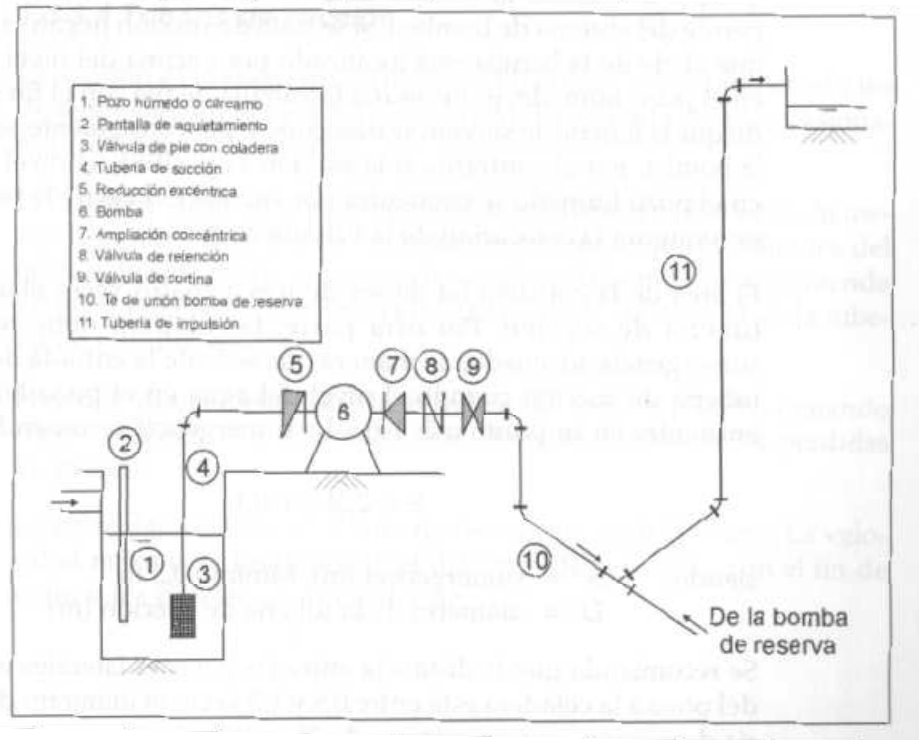 1. Pozo húmedo o cárcamo
2. Pantalla de aquietamiento
3. Válvula de pie con coladera
4. Tubería de succión
5. Reducción excéntrica
6. Bomba
7. Ampliación concéntrica
8. Válvula de retención
9. Válvula de cortina
10. Te de unión bomba de reserva
11. Tubería de impulsión
11
5
7
8
9
6
2
4
1
3
10
De la bomba
de reserva